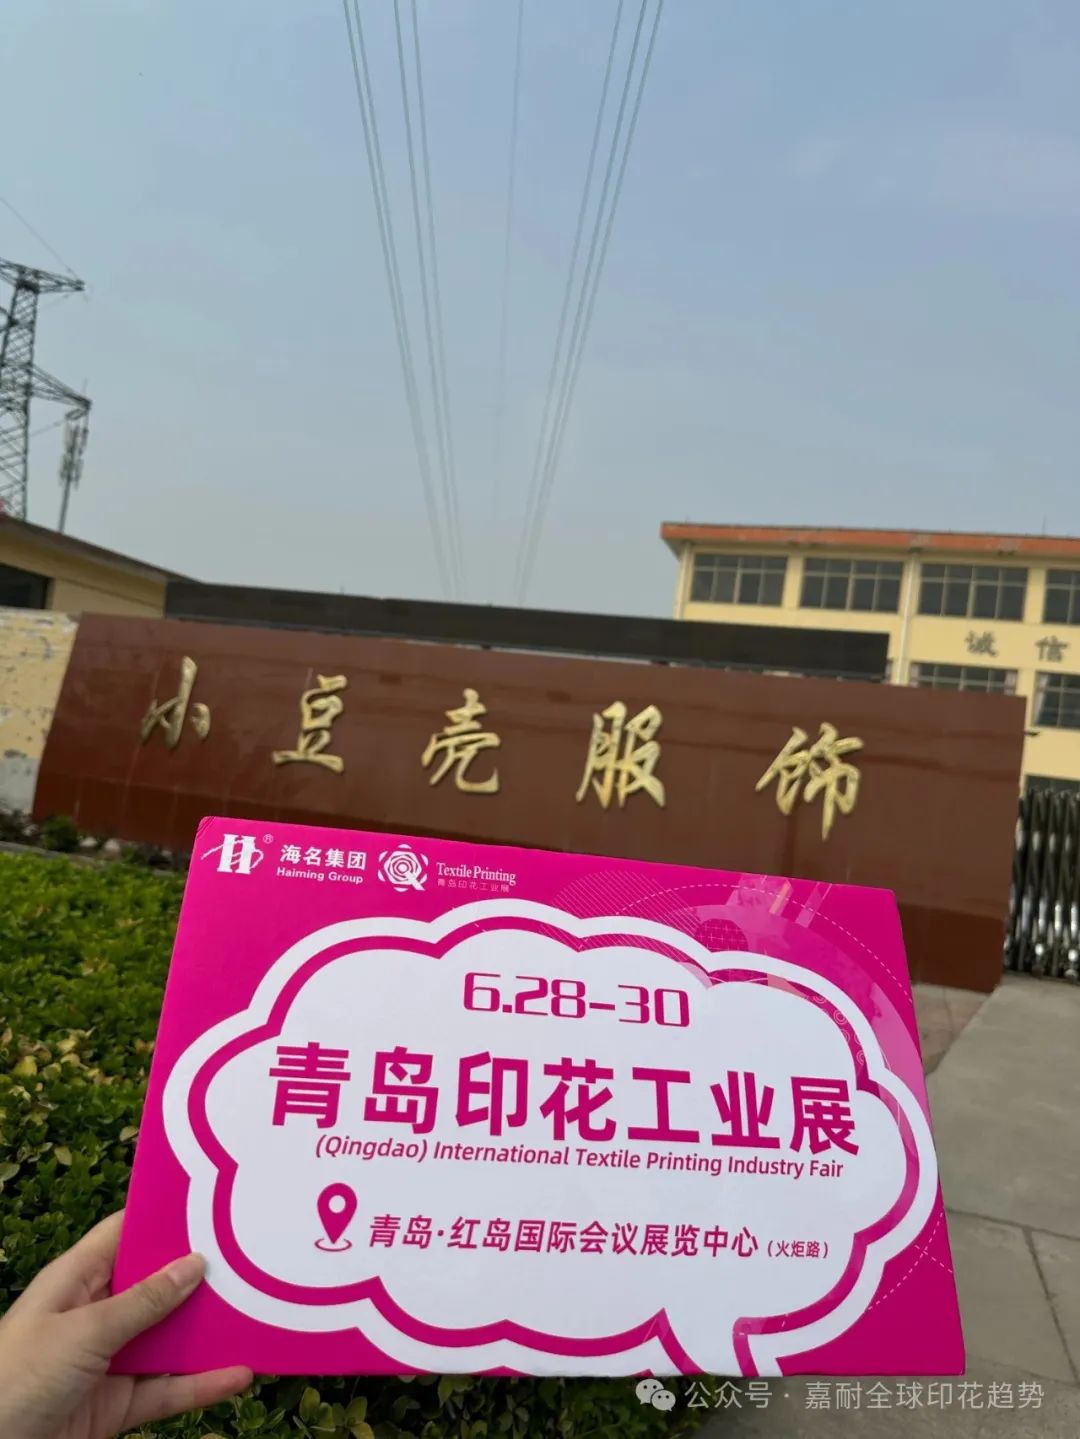 诚信
小豆壳服饰
海名集团
Haiming Group
Textile Printing
青岛印花工业展
6.28-30
青岛印花工业展
(Qingdao) International Textile Printing Industry Fair
青岛·红岛国际会议展览中心（火炬路）
公众号·嘉耐全球印花趋势